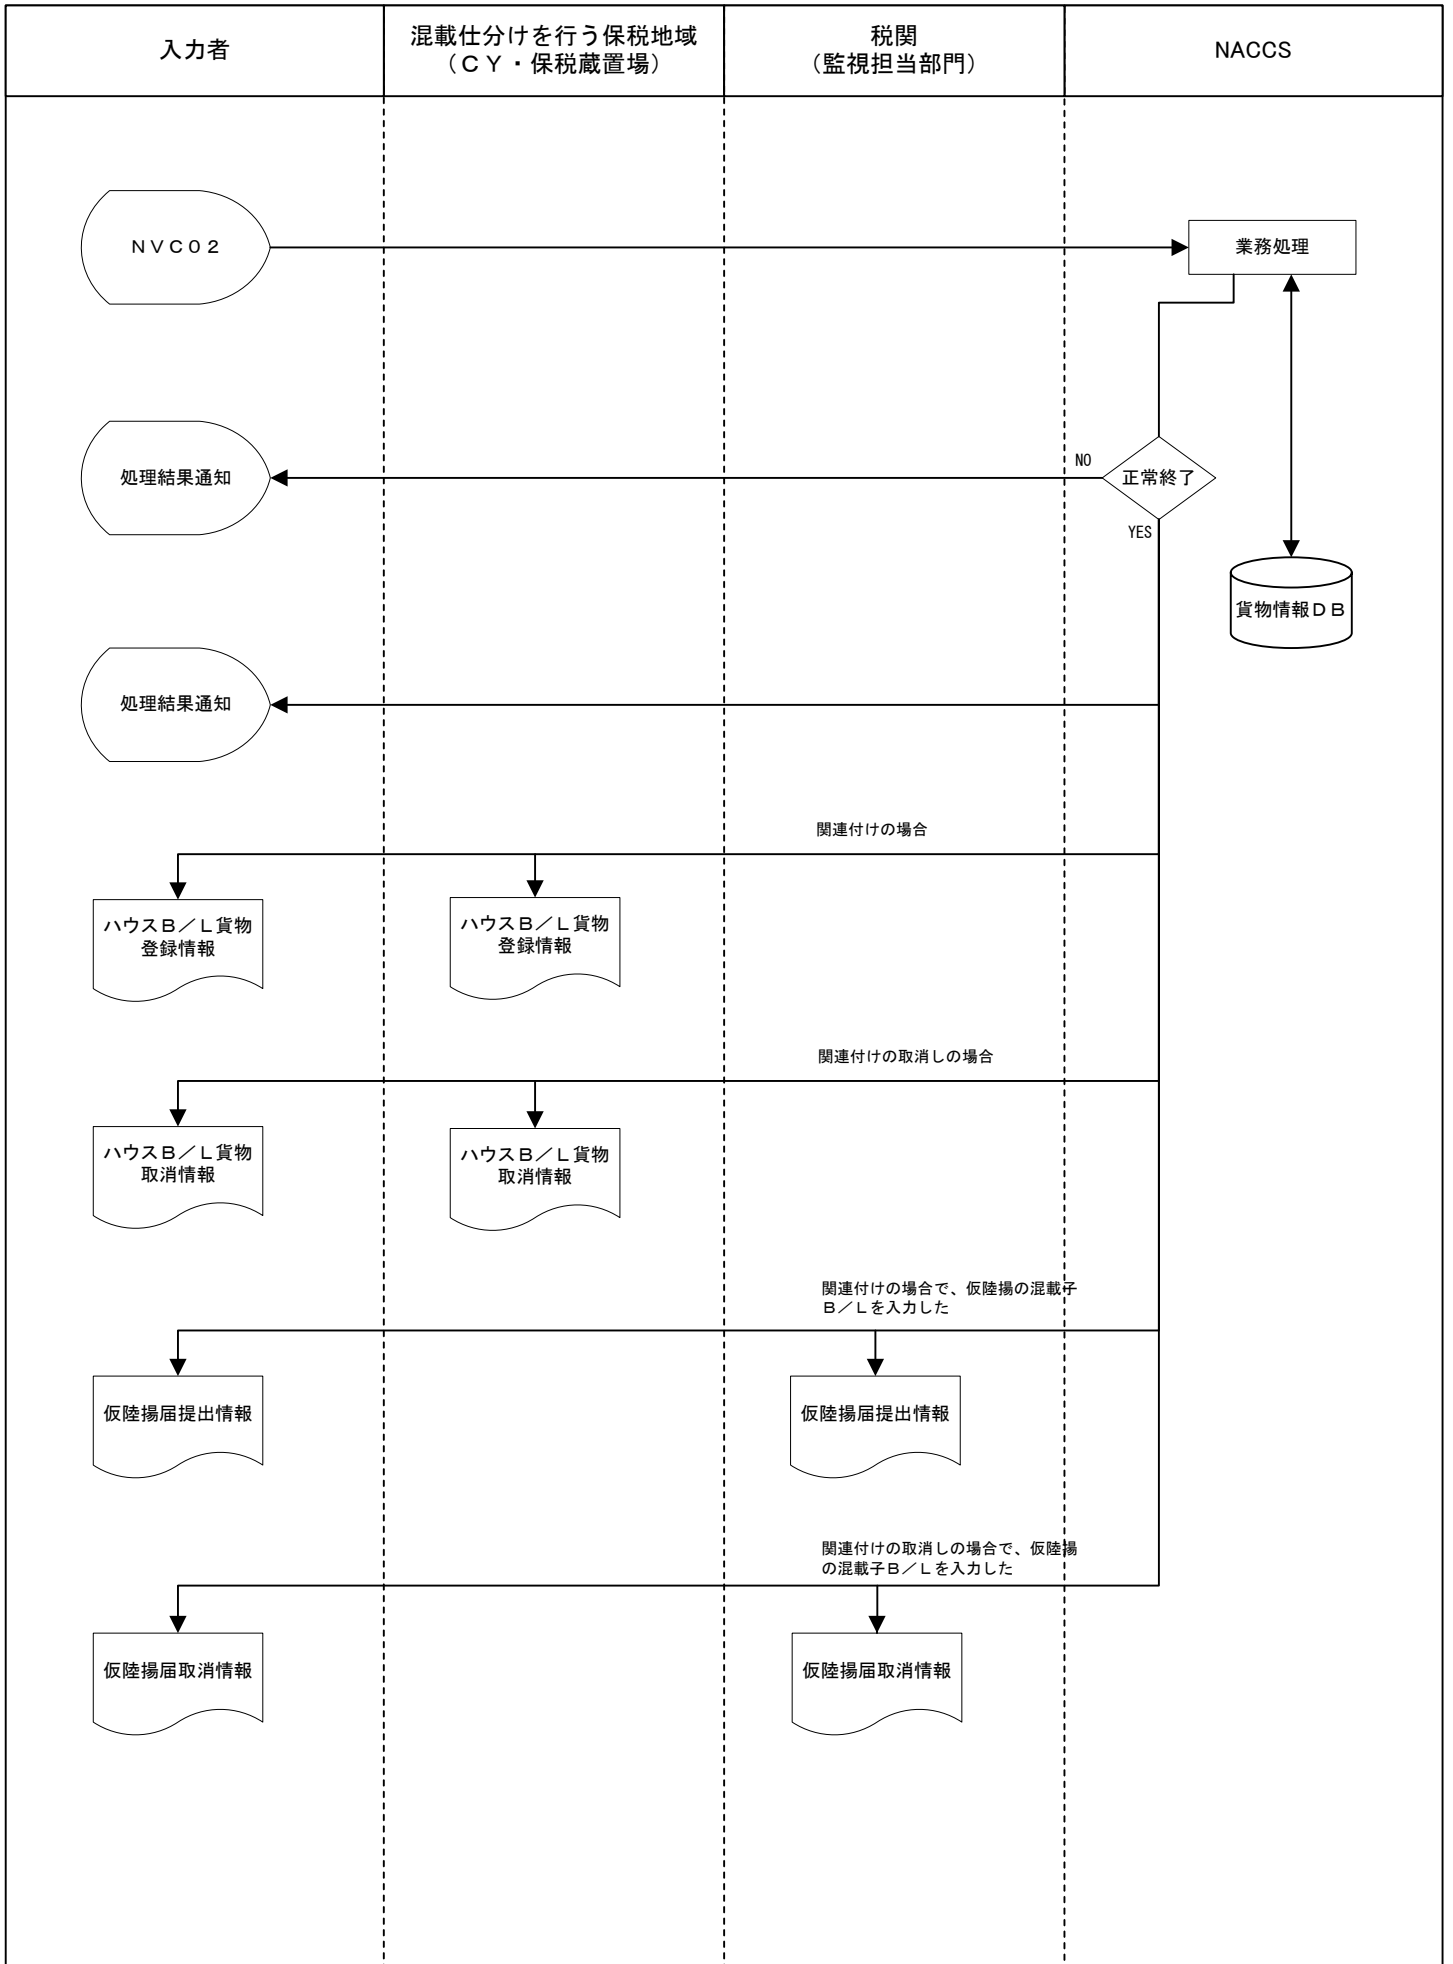 入力者
混載仕分けを行う保税地域
（ＣＹ・保税蔵置場）
税関
（監視担当部門）
NACCS
ＮＶＣ０２
業務処理
処理結果通知
NO
正常終了
YES
貨物情報ＤＢ
処理結果通知
関連付けの場合
ハウスＢ／Ｌ貨物
登録情報
ハウスＢ／Ｌ貨物
登録情報
関連付けの取消しの場合
ハウスＢ／Ｌ貨物
取消情報
ハウスＢ／Ｌ貨物
取消情報
関連付けの場合で、仮陸揚の混載子
Ｂ／Ｌを入力した
仮陸揚届提出情報
仮陸揚届提出情報
関連付けの取消しの場合で、仮陸揚
の混載子Ｂ／Ｌを入力した
仮陸揚届取消情報
仮陸揚届取消情報